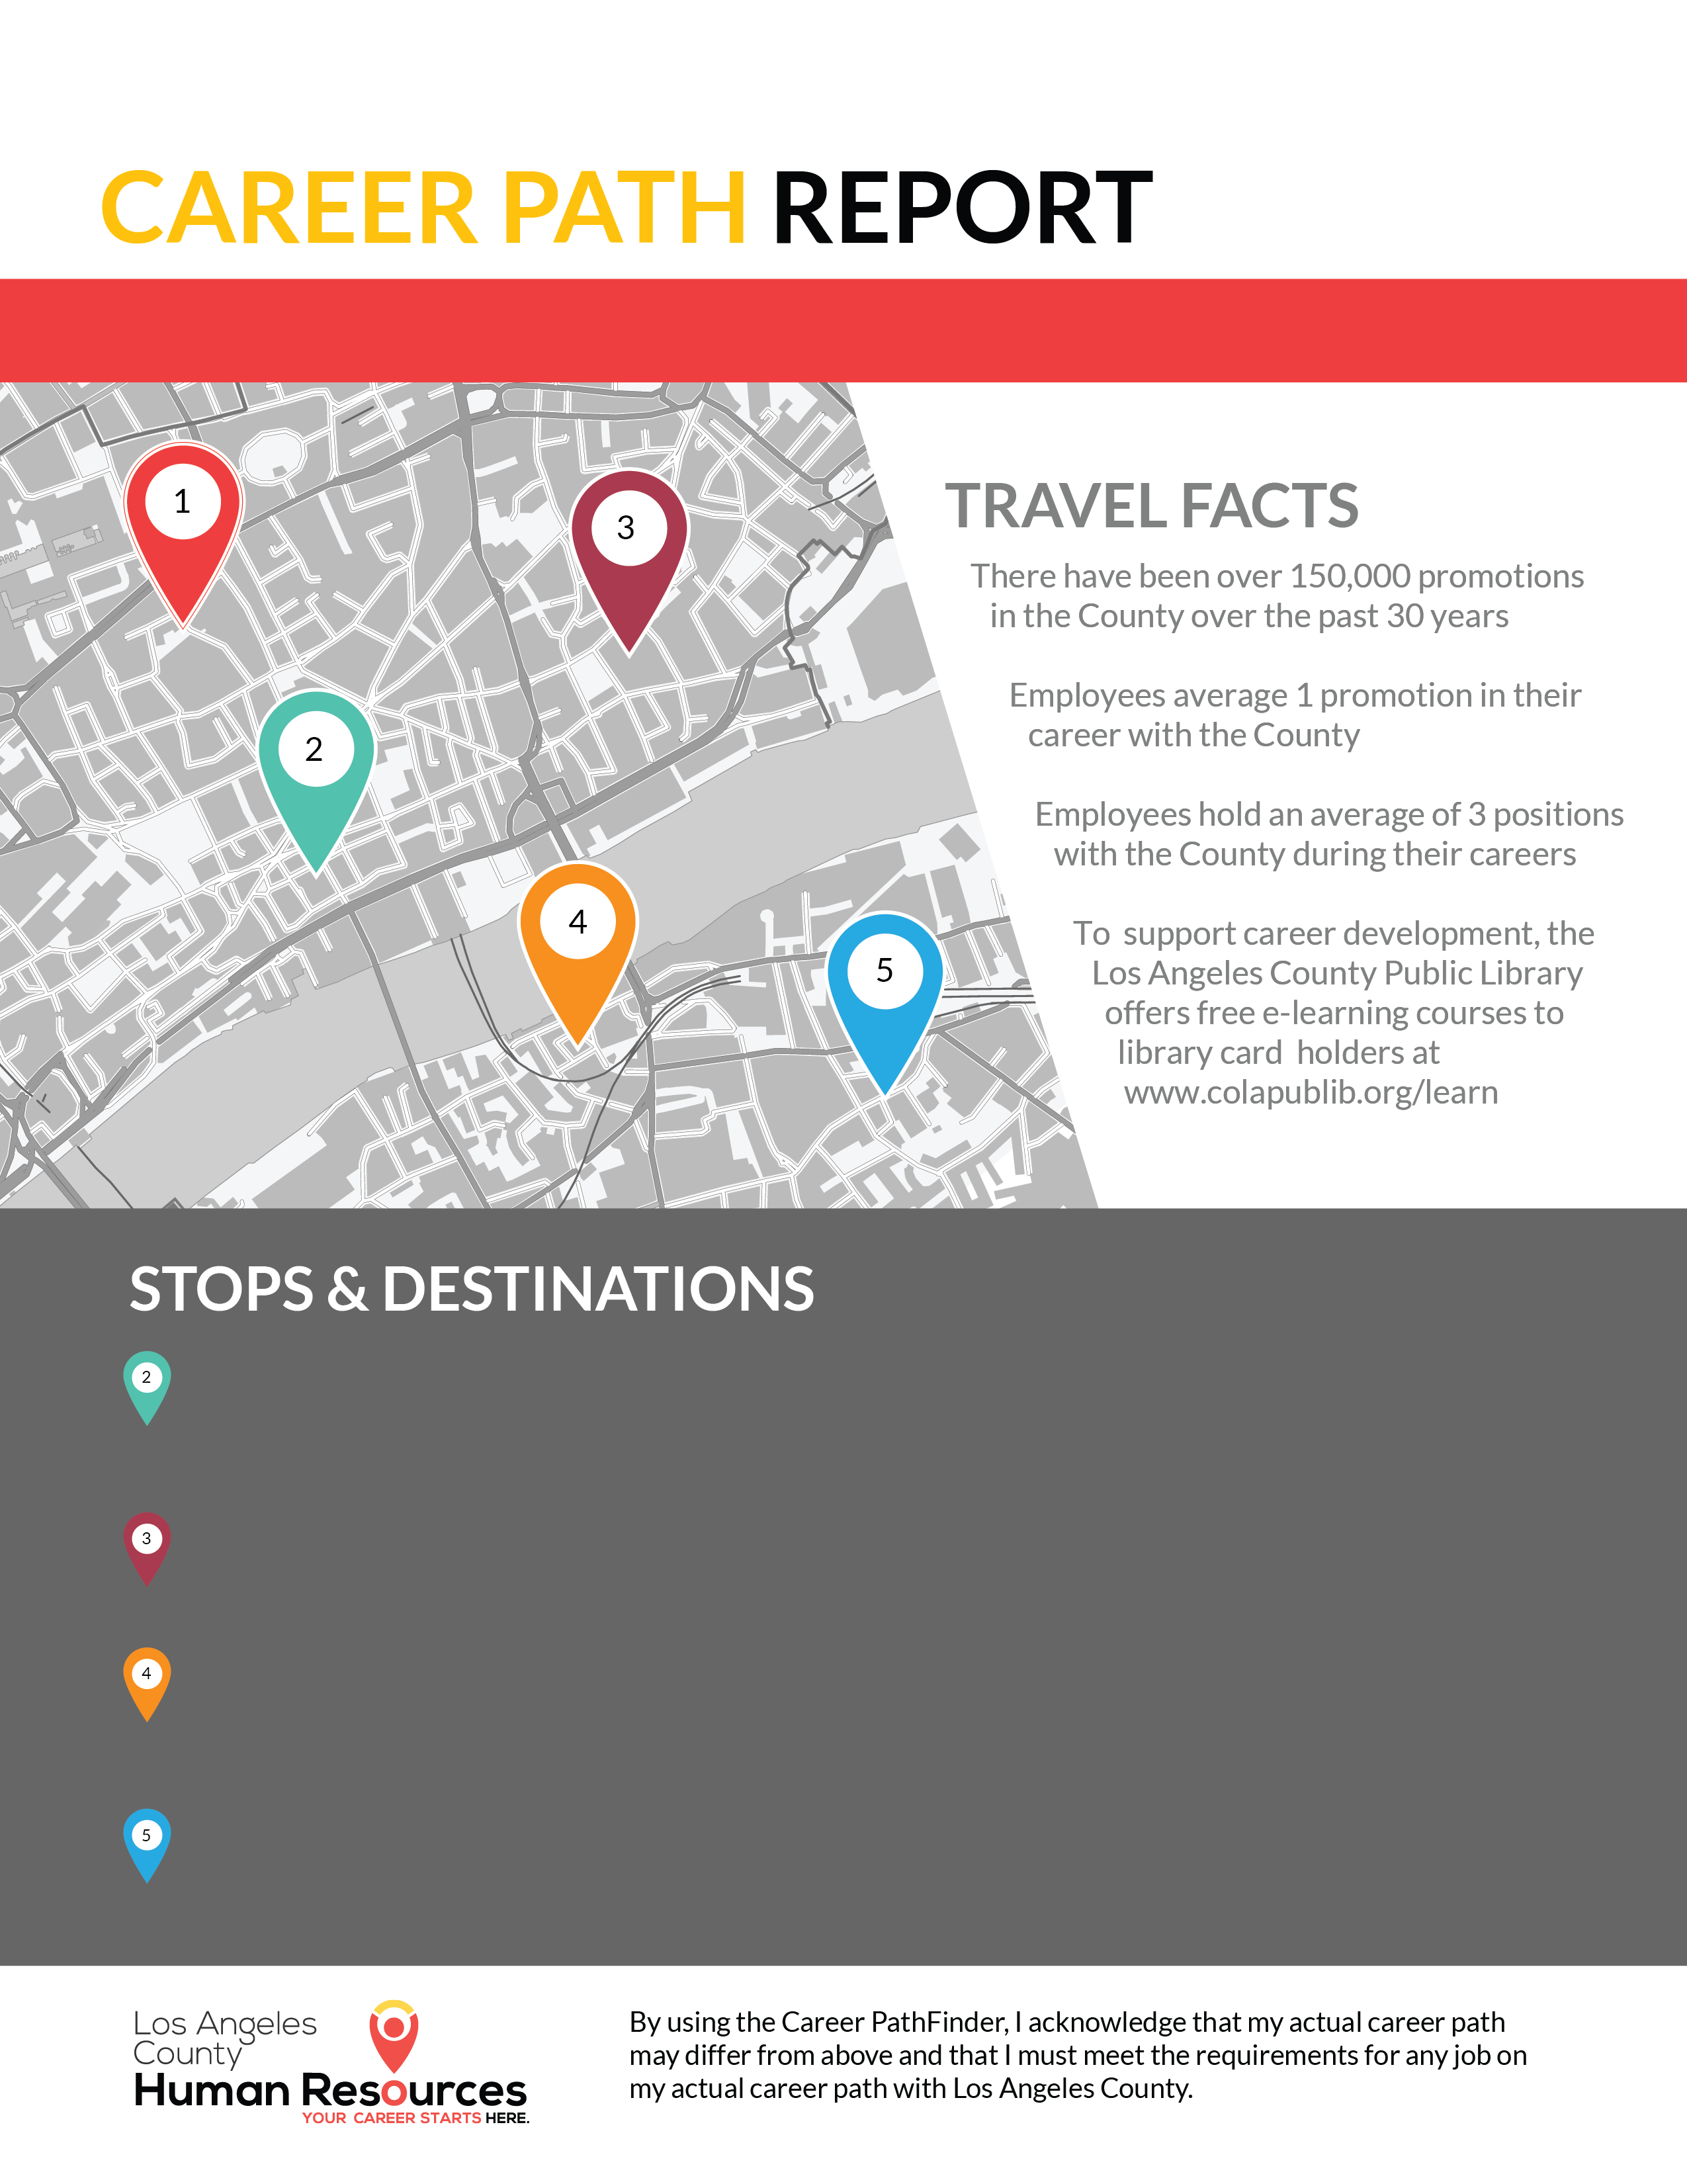 CAREER PATH REPORT
1
3
2
4
5
TRAVEL FACTS
There have been over 150,000 promotions
in the County over the past 30 years
Employees average 1 promotion in their
career with the County
Employees hold an average of 3 positions
with the County during their careers
To  support career development, the
Los Angeles County Public Library
offers free e-learning courses to
library card  holders at
www.colapublib.org/learn
STOPS & DESTINATIONS
2
3
4
5
Los Angeles
County
Human Resources
YOUR CAREER STARTS HERE.
By using the Career PathFinder, I acknowledge that my actual career path
may differ from above and that I must meet the requirements for any job on
my actual career path with Los Angeles County.